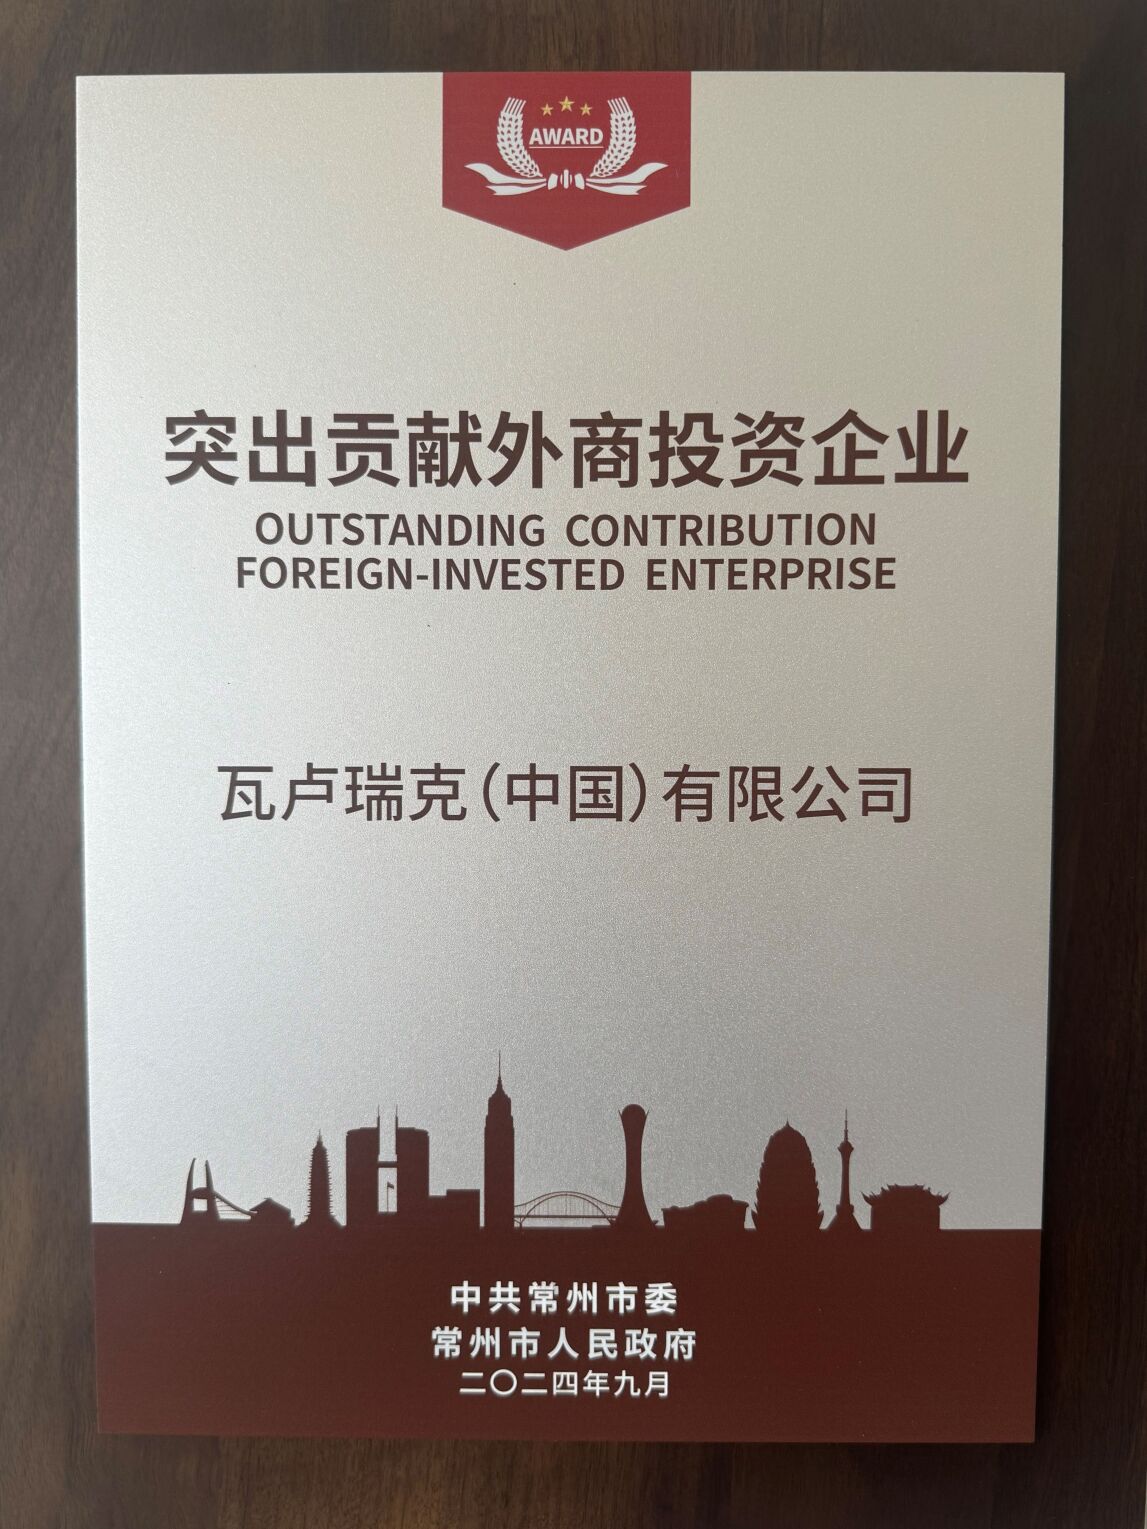 AWARD
突出贡献外商投资企业
OUTSTANDING CONTRIBUTION
FOREIGN-INVESTED ENTERPRISE
瓦卢瑞克(中国)有限公司
中共常州市委
常州市人民政府
二〇二四年九月